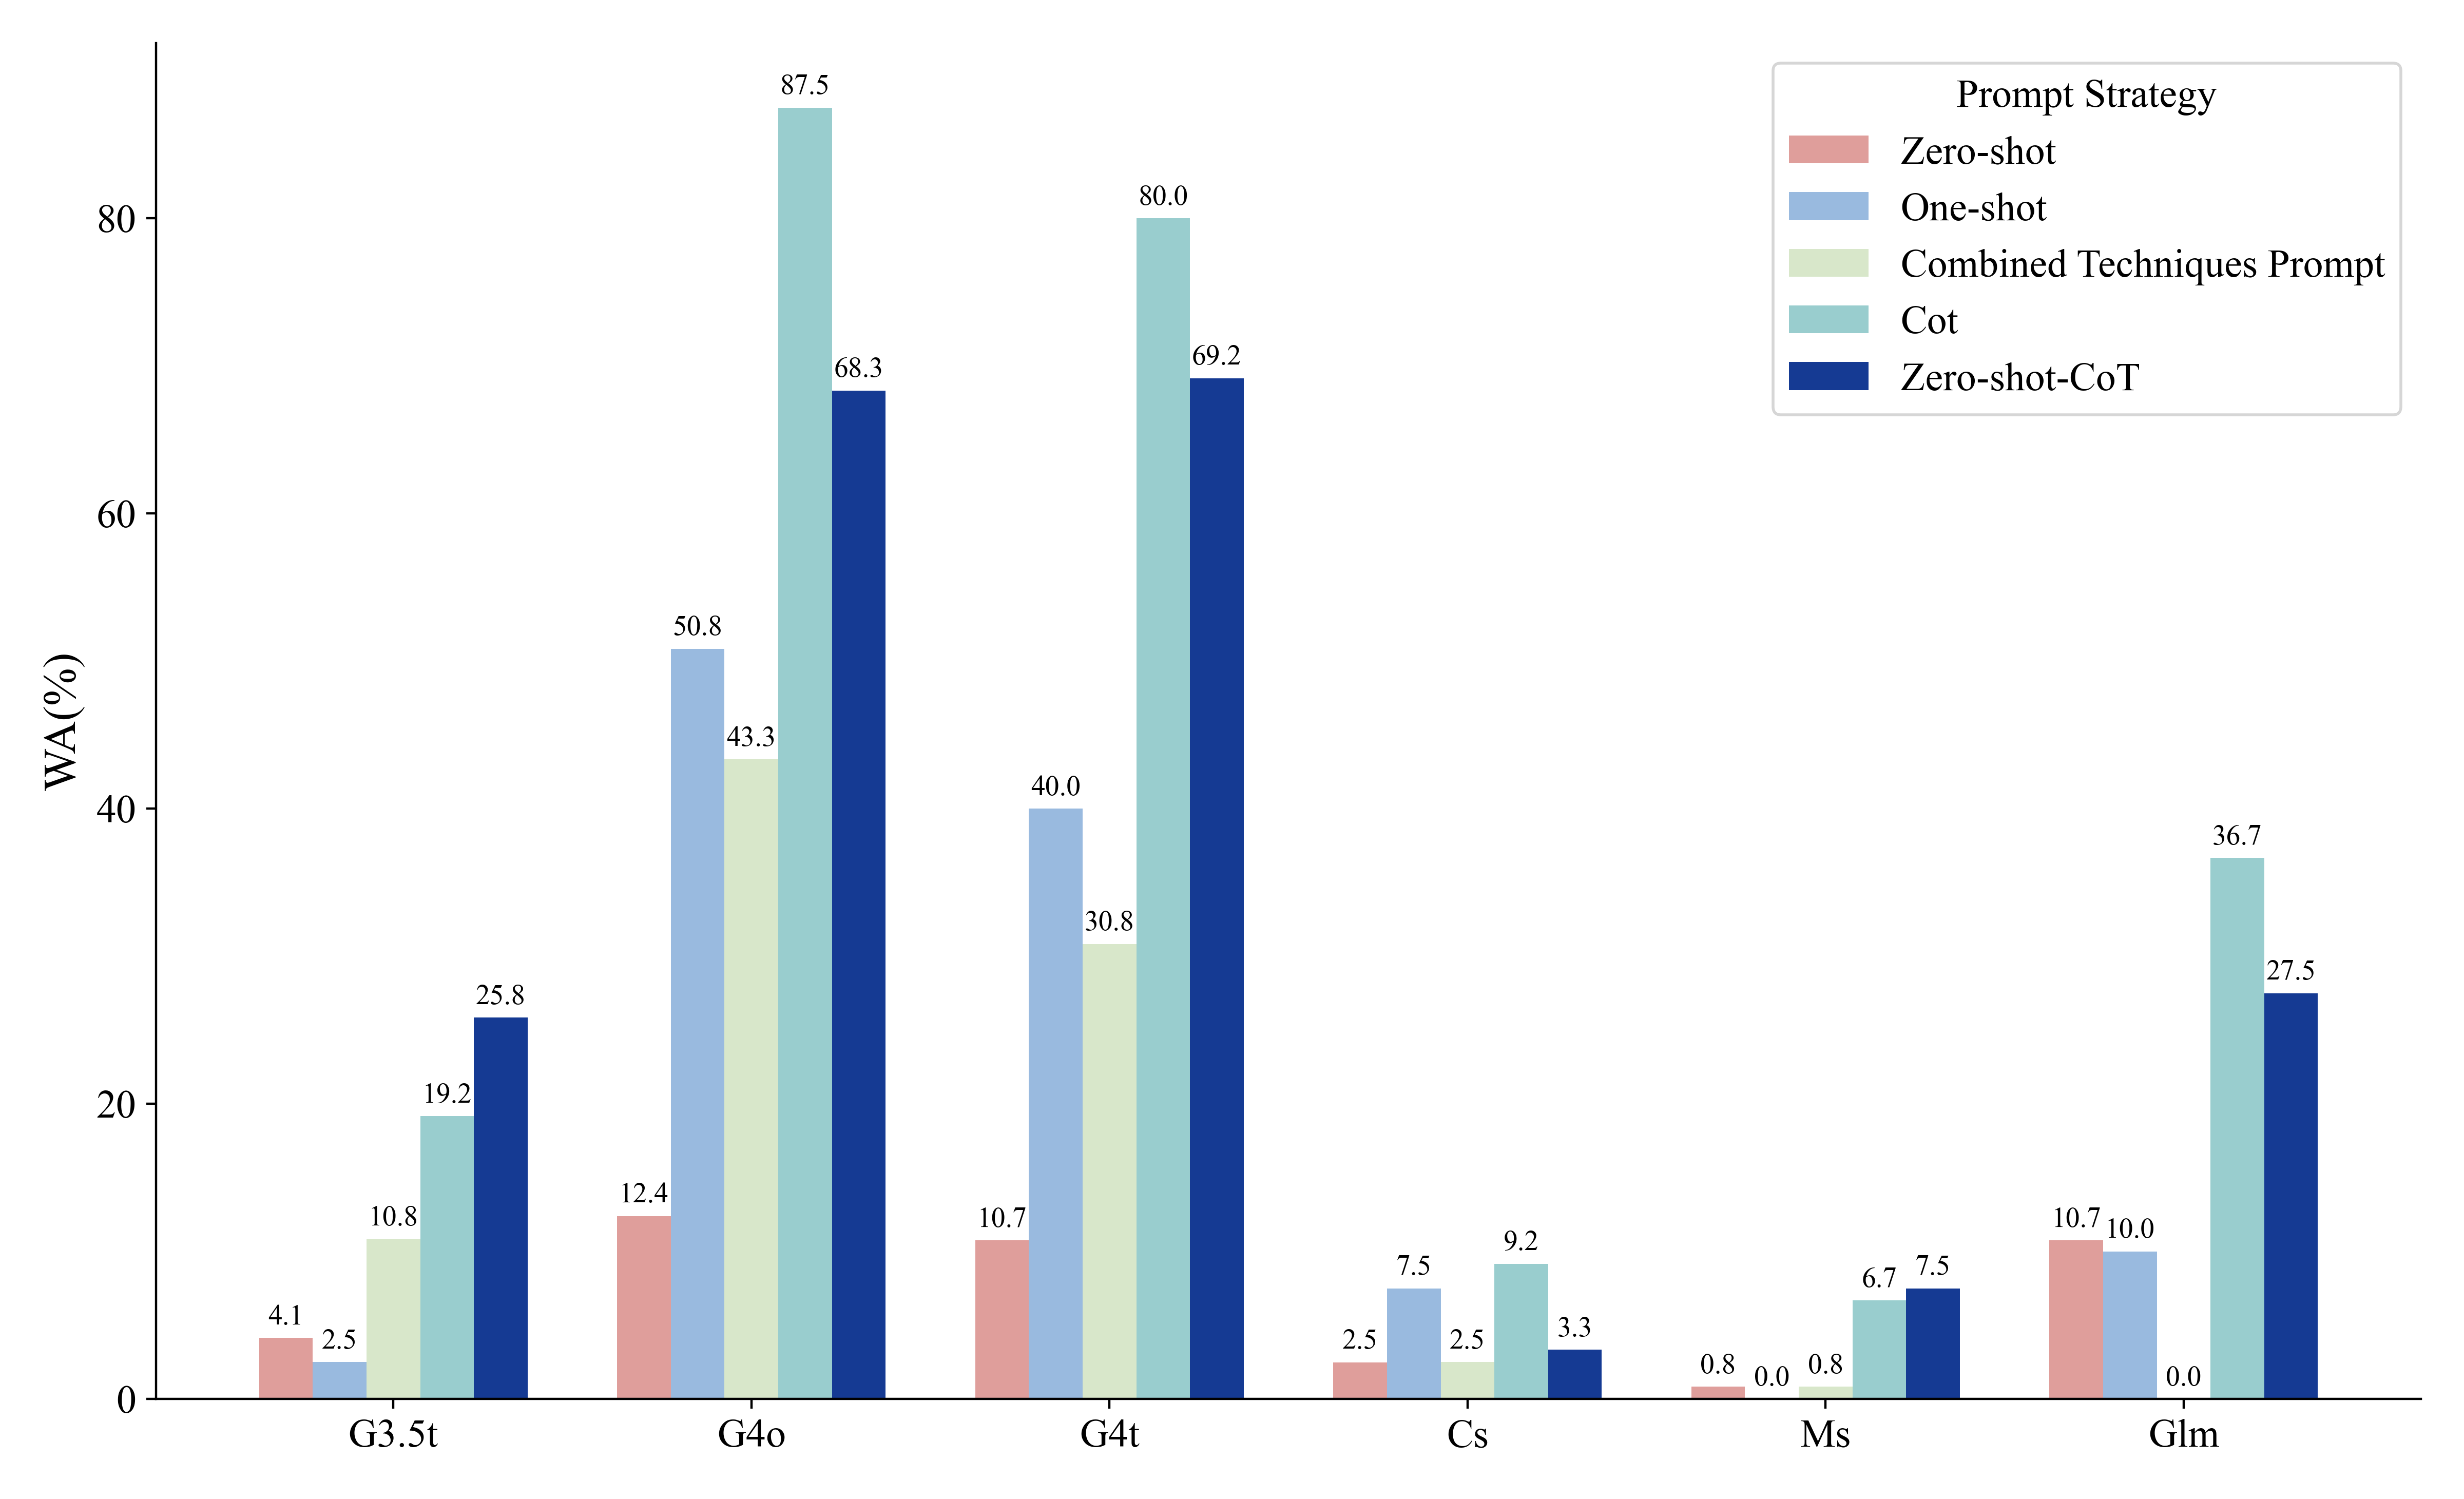 Prompt Strategy
Zero-shot
One-shot
Combined Techniques Prompt
Cot
Zero-shot-CoT
WA(%)
80
60
40
20
0
4.1
2.5
10.8
19.2
25.8
12.4
50.8
43.3
87.5
68.3
10.7
40.0
30.8
80.0
69.2
2.5
7.5
2.5
9.2
3.3
0.8
0.0
0.8
6.7
7.5
10.7
10.0
0.0
36.7
27.5
G3.5t
G4o
G4t
Cs
Ms
Glm